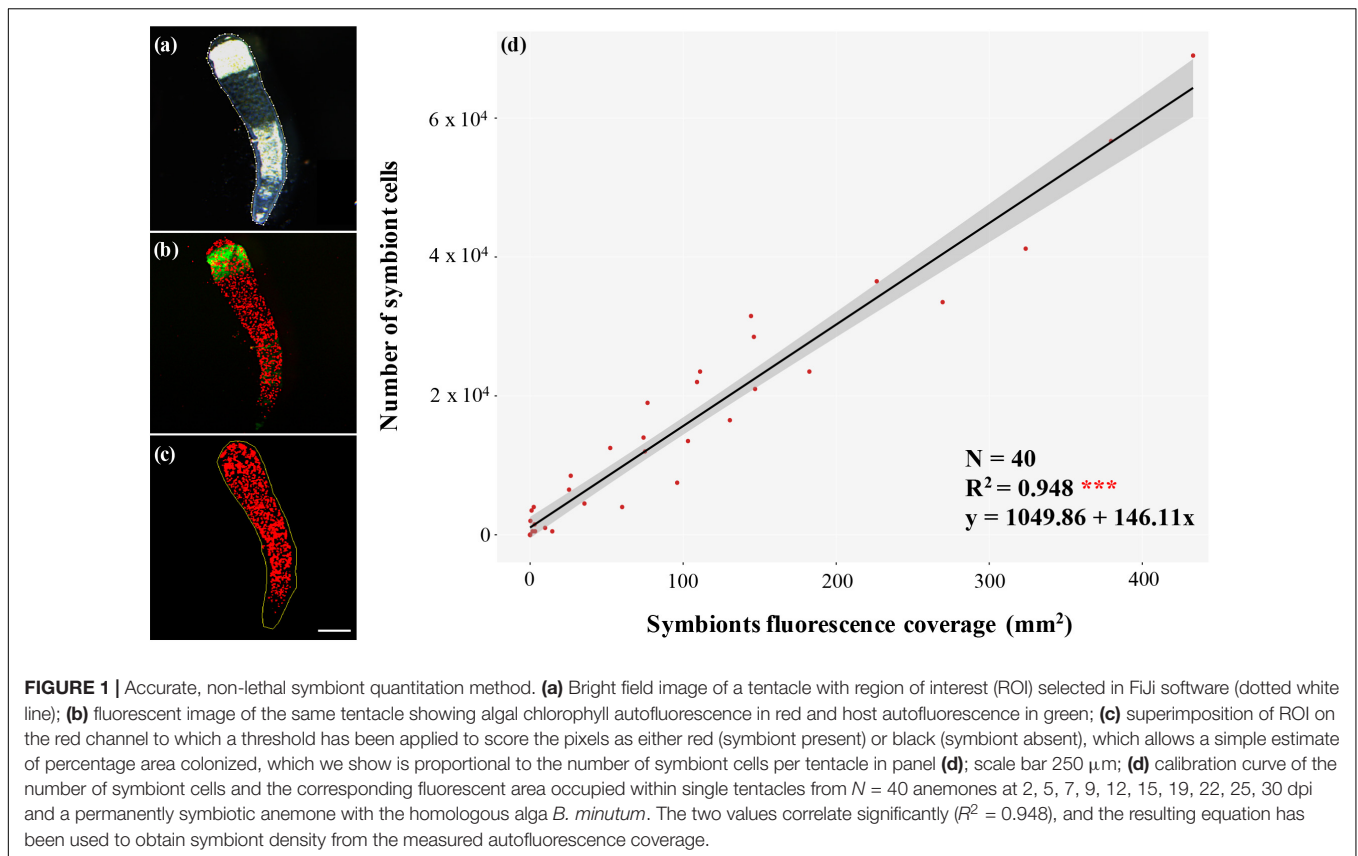 (a)
(b)
(c)
(d)
Number of symbiont cells
6 x 10⁴
4 x 10⁴
2 x 10⁴
0
N = 40
R² = 0.948 ***
y = 1049.86 + 146.11x
0 100 200 300 400
Symbionts fluorescence coverage (mm²)
FIGURE 1 | Accurate, non-lethal symbiont quantitation method. (a) Bright field image of a tentacle with region of interest (ROI) selected in FiJi software (dotted white
line); (b) fluorescent image of the same tentacle showing algal chlorophyll autofluorescence in red and host autofluorescence in green; (c) superimposition of ROI on
the red channel to which a threshold has been applied to score the pixels as either red (symbiont present) or black (symbiont absent), which allows a simple estimate
of percentage area colonized, which we show is proportional to the number of symbiont cells per tentacle in panel (d); scale bar 250 μm; (d) calibration curve of the
number of symbiont cells and the corresponding fluorescent area occupied within single tentacles from N = 40 anemones at 2, 5, 7, 9, 12, 15, 19, 22, 25, 30 dpi
and a permanently symbiotic anemone with the homologous alga B. minutum. The two values correlate significantly (R² = 0.948), and the resulting equation has
been used to obtain symbiont density from the measured autofluorescence coverage.